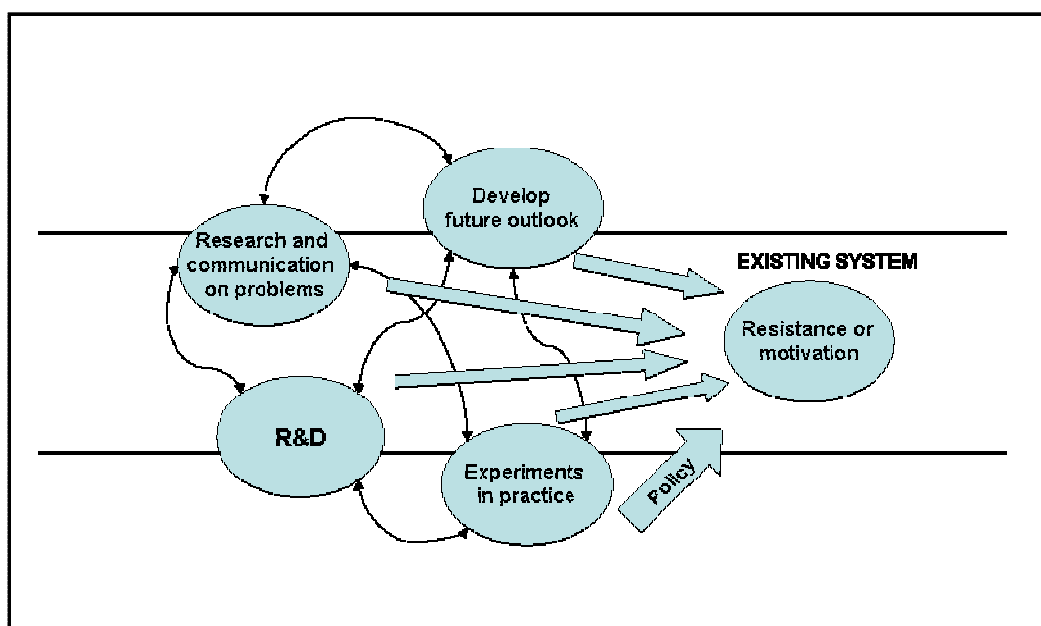 Develop
future outlook
Research and
communication
on problems
EXISTING SYSTEM
Resistance or
motivation
R&D
Experiments
in practice
Policy